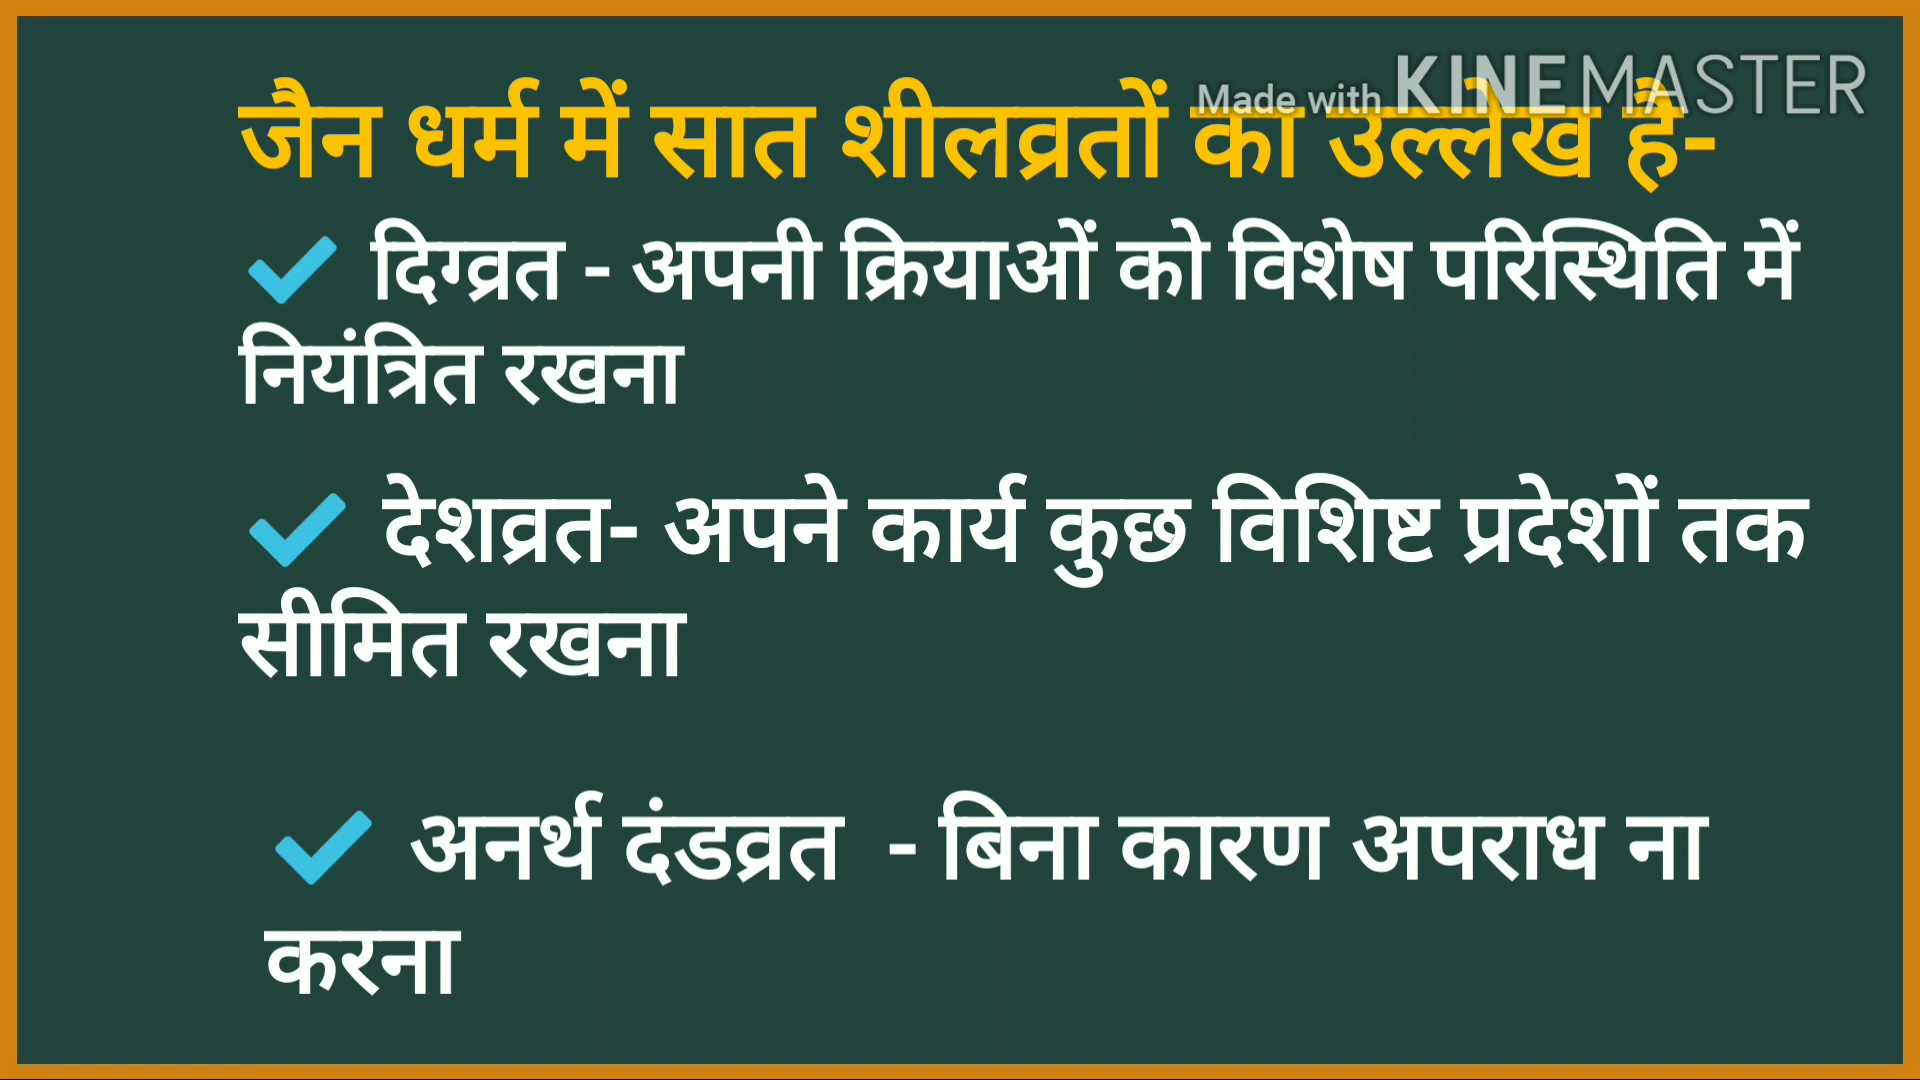 Made with KINEMASTER
जैन धर्म में सात शीलव्रतों का उल्लेख है-
दिग्व्रत - अपनी क्रियाओं को विशेष परिस्थिति में
नियंत्रित रखना
देशव्रत- अपने कार्य कुछ विशिष्ट प्रदेशों तक
सीमित रखना
अनर्थ दंडव्रत - बिना कारण अपराध ना
करना